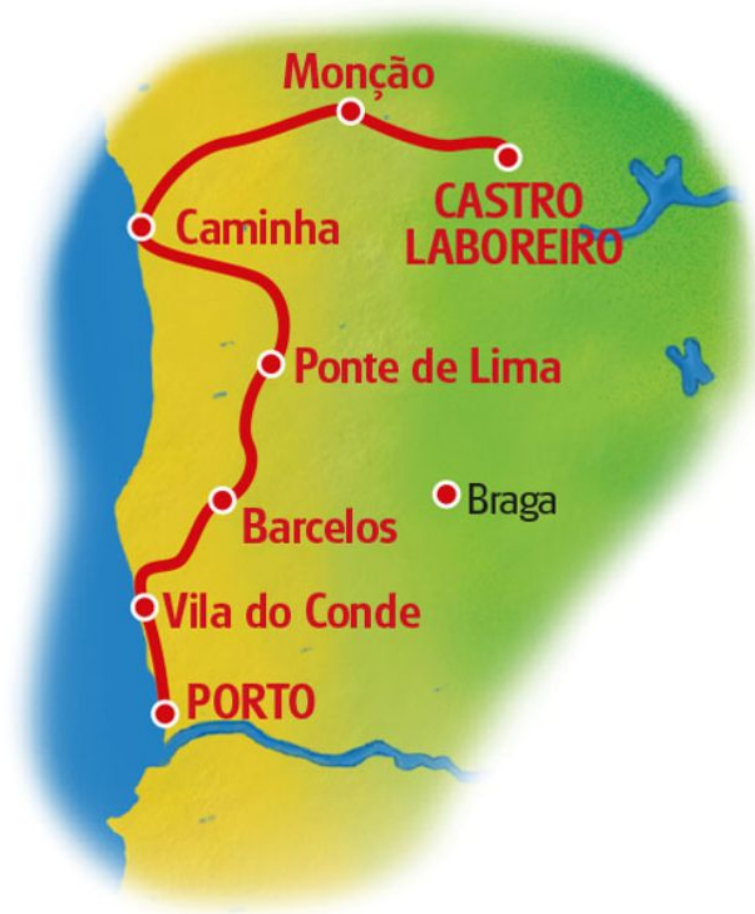 Monção
CASTRO
LABOREIRO
Caminha
Ponte de Lima
Braga
Barcelos
Vila do Conde
PORTO